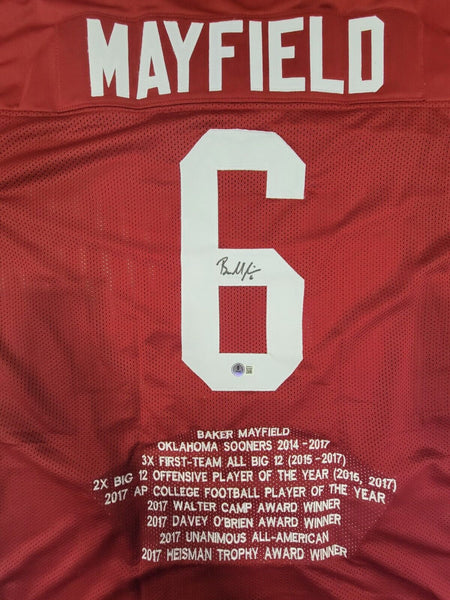 MAYFIELD
6
BAKER MAYFIELD
OKLAHOMA SOONERS 2014-2017
3X FIRST-TEAM ALL BIG 12 (2015-2017)
2X BIG 12 OFFENSIVE PLAYER OF THE YEAR (2015, 2017)
2017 AP COLLEGE FOOTBALL PLAYER OF THE YEAR
2017 WALTER CAMP AWARD WINNER
2017 DAVEY O'BRIEN AWARD WINNER
2017 UNANIMOUS ALL-AMERICAN
2017 HEISMAN TROPHY AWARD WINNER